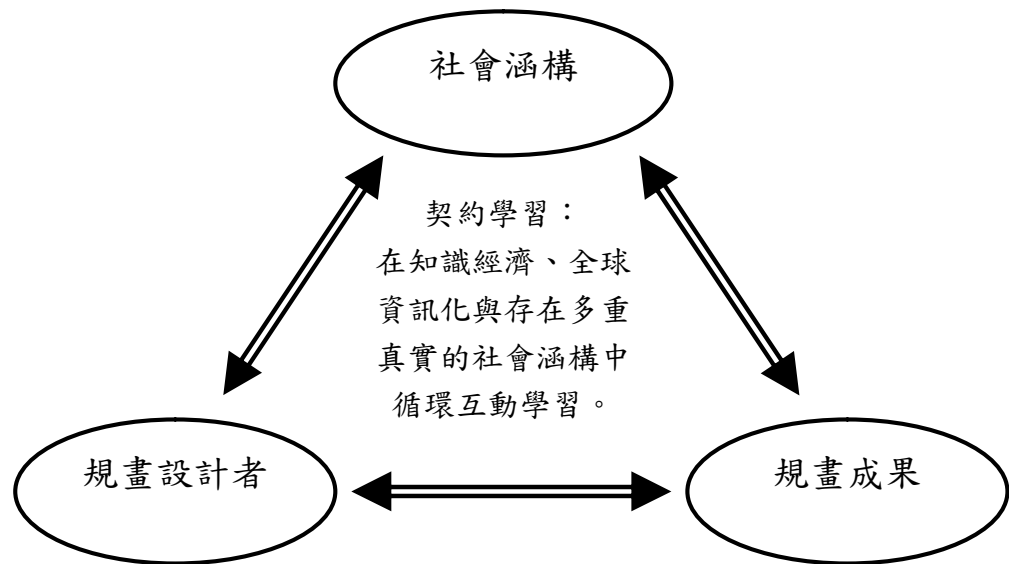 社會涵構
契約學習：
在知識經濟、全球
資訊化與存在多重
真實的社會涵構中
循環互動學習。
規畫設計者
規畫成果